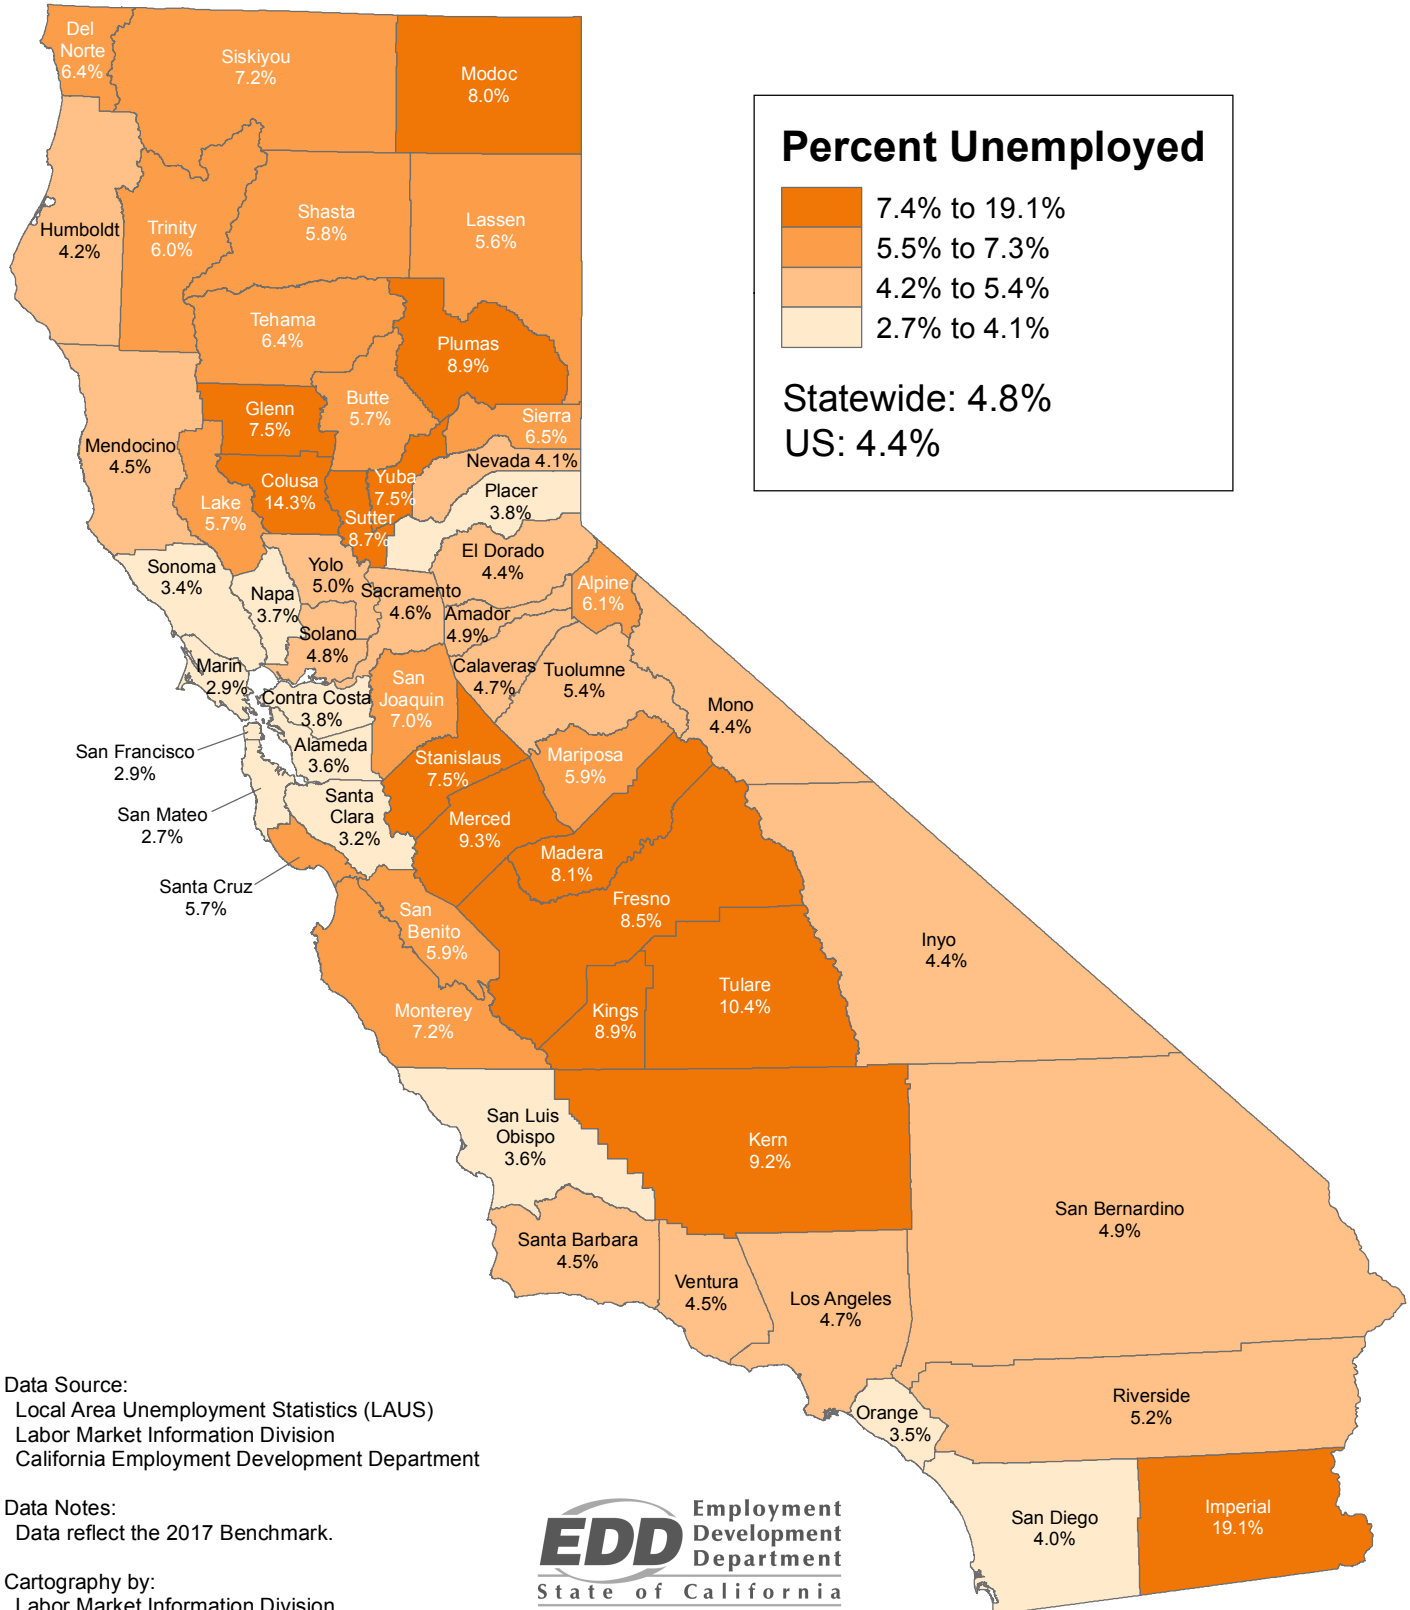 Del
Norte
6.4%
Siskiyou
7.2%
Modoc
8.0%
Percent Unemployed
7.4% to 19.1%
5.5% to 7.3%
4.2% to 5.4%
2.7% to 4.1%
Statewide: 4.8%
US: 4.4%
Humboldt
4.2%
Trinity
6.0%
Shasta
5.8%
Lassen
5.6%
Tehama
6.4%
Plumas
8.9%
Glenn
7.5%
Butte
5.7%
Sierra
6.5%
Mendocino
4.5%
Nevada 4.1%
Lake
5.7%
Colusa
14.3%
Yuba
7.5%
Sutter
8.7%
Placer
3.8%
El Dorado
4.4%
Sonoma
3.4%
Napa
3.7%
Yolo
5.0%
Sacramento
4.6%
Amador
4.9%
Alpine
6.1%
Solano
4.8%
Marin
2.9%
Contra Costa
3.8%
San
Joaquin
7.0%
Calaveras
4.7%
Tuolumne
5.4%
Mono
4.4%
San Francisco
2.9%
Alameda
3.6%
Stanislaus
7.5%
Mariposa
5.9%
San Mateo
2.7%
Santa
Clara
3.2%
Merced
9.3%
Madera
8.1%
Santa Cruz
5.7%
San
Benito
5.9%
Fresno
8.5%
Inyo
4.4%
Monterey
7.2%
Kings
8.9%
Tulare
10.4%
San Luis
Obispo
3.6%
Kern
9.2%
San Bernardino
4.9%
Santa Barbara
4.5%
Ventura
4.5%
Los Angeles
4.7%
Orange
3.5%
Riverside
5.2%
San Diego
4.0%
Imperial
19.1%
Data Source:
Local Area Unemployment Statistics (LAUS)
Labor Market Information Division
California Employment Development Department
Data Notes:
Data reflect the 2017 Benchmark.
Cartography by:
Labor Market Information Division
EDD
Employment
Development
Department
State of California